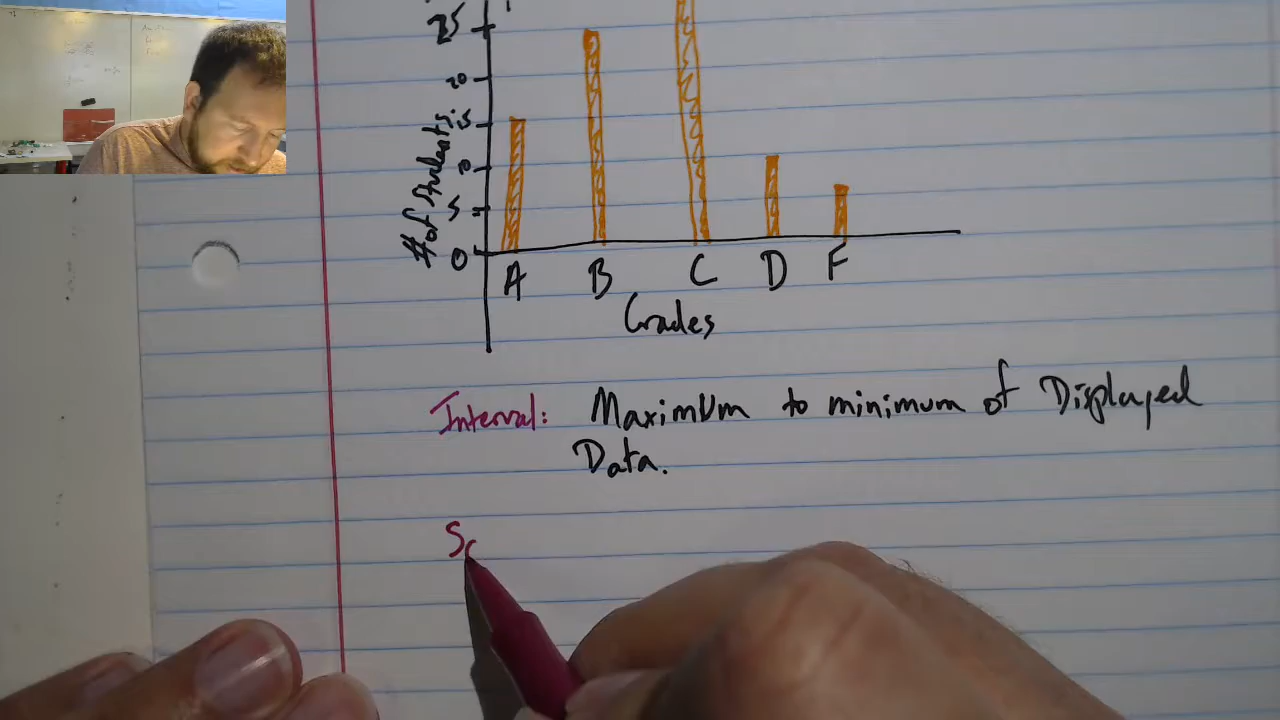 25
20
15
10
5
0
# of Students
A B C D F
Grades
Interval: Maximum to minimum of Displayed
Data.
Sc